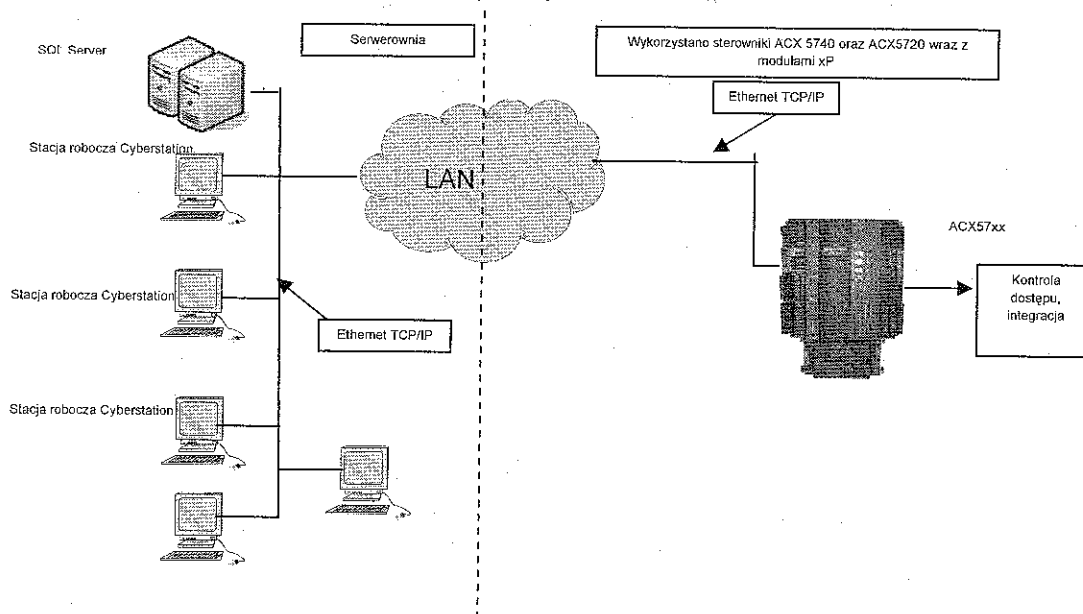 SQL Server
Serwerownia
Wykorzystano sterowniki ACX 5740 oraz ACX5720 wraz z
modułami xP
Ethernet TCP/IP
Stacja robocza Cyberstation
LAN
ACX57xx
Kontrola
dostępu,
integracja
Stacja robocza Cyberstation
Ethernet TCP/IP
Stacja robocza Cyberstation